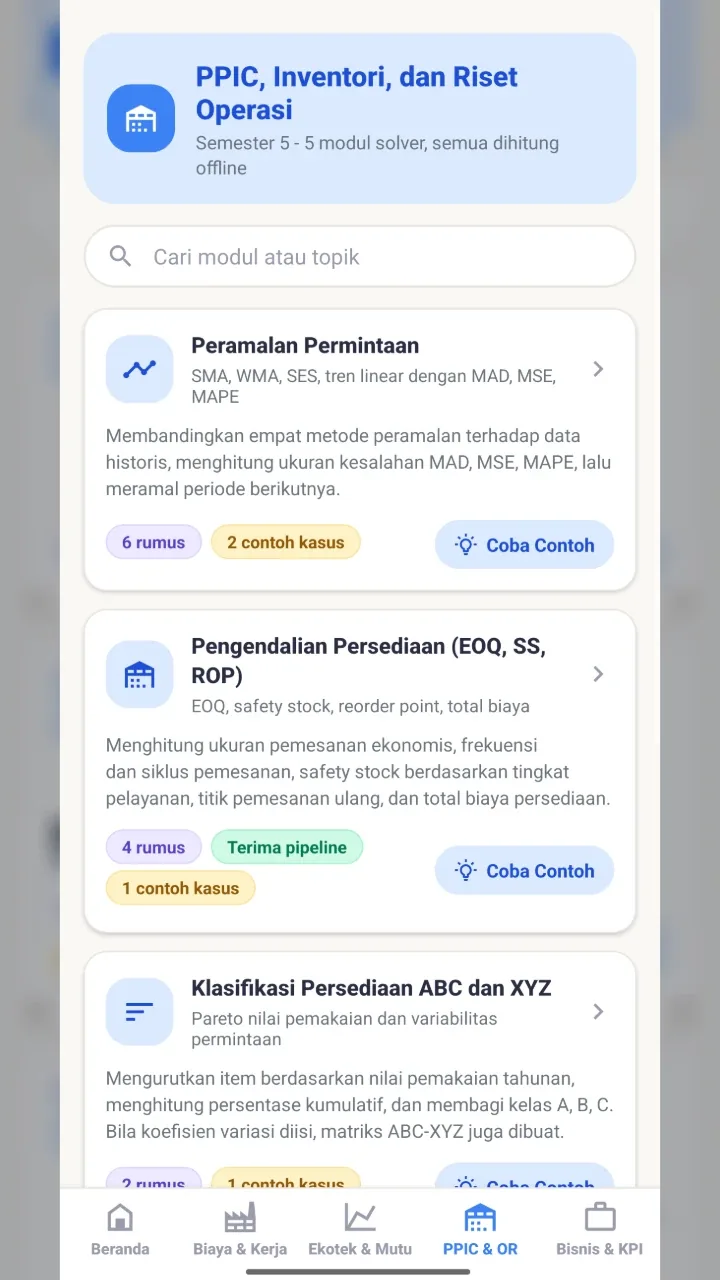 PPIC, Inventori, dan Riset
Operasi
Semester 5 - 5 modul solver, semua dihitung
offline
Cari modul atau topik
Peramalan Permintaan
SMA, WMA, SES, tren linear dengan MAD, MSE,
MAPE
Membandingkan empat metode peramalan terhadap data
historis, menghitung ukuran kesalahan MAD, MSE, MAPE, lalu
meramal periode berikutnya.
6 rumus
2 contoh kasus
Coba Contoh
Pengendalian Persediaan (EOQ, SS,
ROP)
EOQ, safety stock, reorder point, total biaya
Menghitung ukuran pemesanan ekonomis, frekuensi
dan siklus pemesanan, safety stock berdasarkan tingkat
pelayanan, titik pemesanan ulang, dan total biaya persediaan.
4 rumus
Terima pipeline
1 contoh kasus
Coba Contoh
Klasifikasi Persediaan ABC dan XYZ
Pareto nilai pemakaian dan variabilitas
permintaan
Mengurutkan item berdasarkan nilai pemakaian tahunan,
menghitung persentase kumulatif, dan membagi kelas A, B, C.
Bila koefisien variasi diisi, matriks ABC-XYZ juga dibuat.
2 rumus
1 contoh kasus
Coba Contoh
Beranda
Biaya & Kerja
Ekotek & Mutu
PPIC & OR
Bisnis & KPI